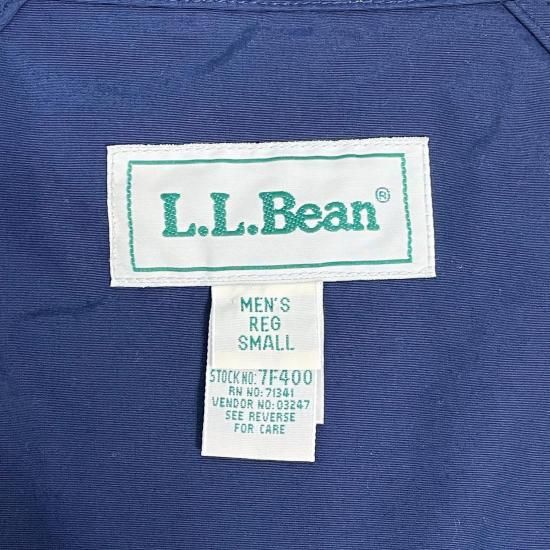 L.L.Bean®
MEN'S
REG
SMALL
STOCK NO: 7F400
RN NO: 71341
VENDOR NO: 03247
SEE REVERSE
FOR CARE